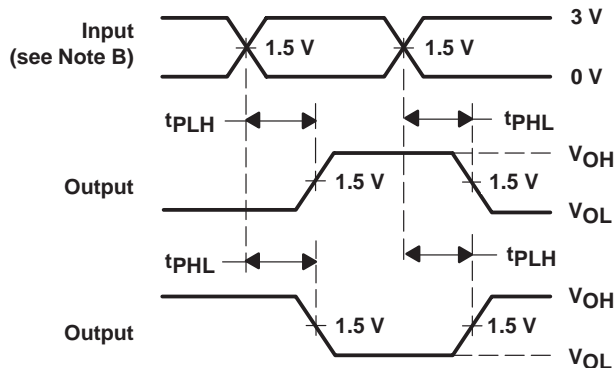 Input
(see Note B)
1.5 V
1.5 V
3 V
0 V
tPLH
tPHL
Output
1.5 V
1.5 V
VOH
VOL
tPHL
tPLH
Output
1.5 V
1.5 V
VOH
VOL